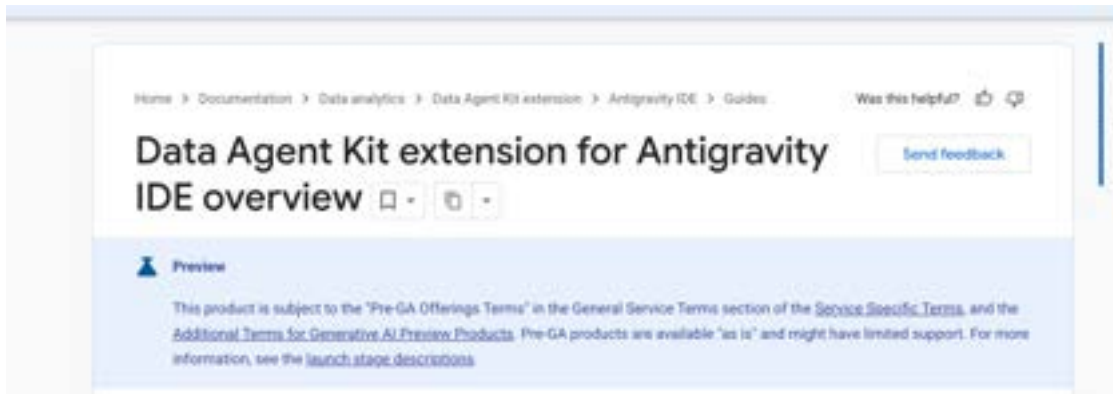 Home > Documentation > Data analytics > Data Agent Kit extension > Antigravity IDE > Guides
Was this helpful?
Data Agent Kit extension for Antigravity
IDE overview
Send feedback
Preview
This product is subject to the "Pre-GA Offerings Terms" in the General Service Terms section of the Service Specific Terms, and the
Additional Terms for Generative AI Preview Products. Pre-GA products are available "as is" and might have limited support. For more
information, see the launch stage descriptions.